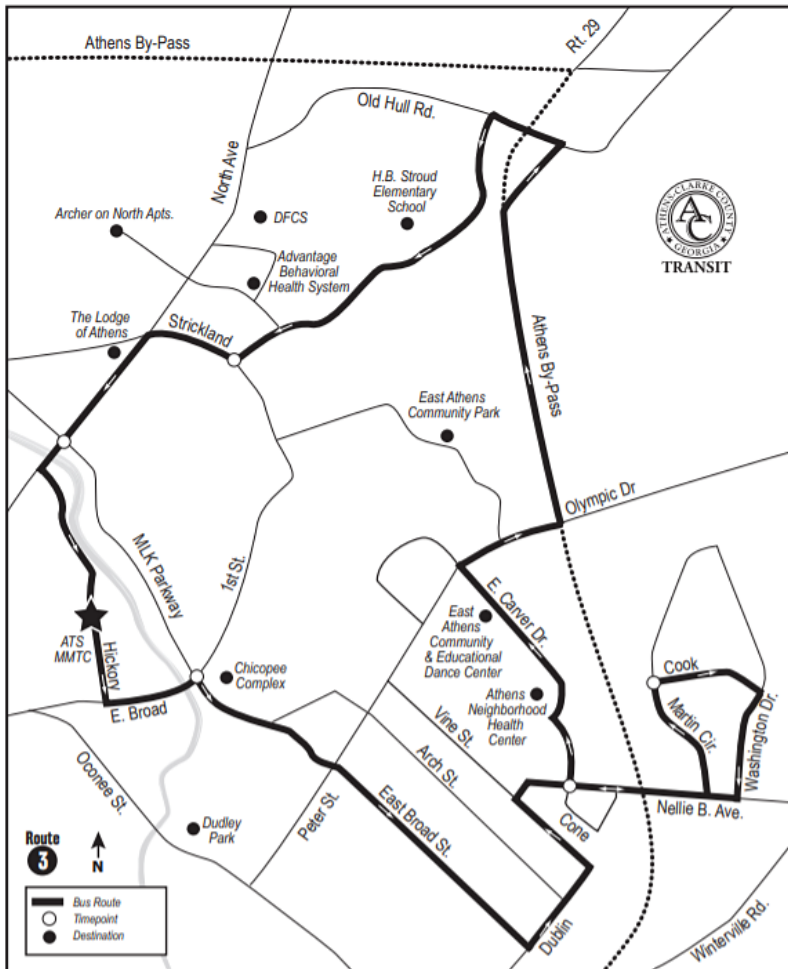 Athens By-Pass
Rt. 29
Old Hull Rd.
North Ave
H.B. Stroud
Elementary
School
Archer on North Apts.
DFCS
ATHENS-CLARKE COUNTY
AC
GEORGIA
TRANSIT
Advantage
Behavioral
Health System
The Lodge
of Athens
Strickland
Athens By-Pass
East Athens
Community Park
Olympic Dr
MLK Parkway
1st St.
E. Carver Dr.
East
Athens
Community
& Educational
Dance Center
ATS
MMTC
Hickory
Chicopee
Complex
Cook
Martin Cir.
Washington Dr.
Athens
Neighborhood
Health
Center
E. Broad
Vine St.
Arch St.
Oconee St.
Peter St.
East Broad St.
Cone
Nellie B. Ave.
Dudley
Park
Dublin
Winterville Rd.
Route
3
N
Bus Route
Timepoint
Destination